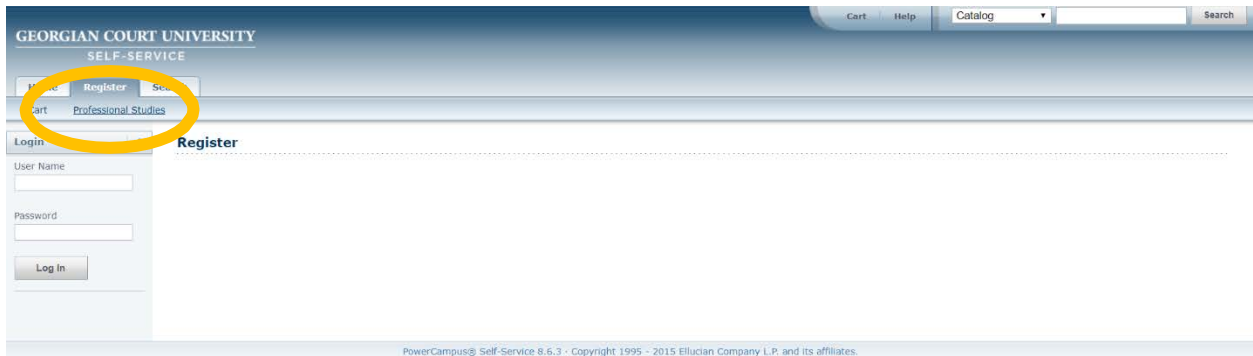 Cart Help Catalog Search
GEORGIAN COURT UNIVERSITY
SELF-SERVICE
Register
Cart Professional Studies
Login
Register
User Name
Password
Log In
PowerCampus® Self-Service 8.6.3 · Copyright 1995 - 2015 Ellucian Company L.P. and its affiliates.